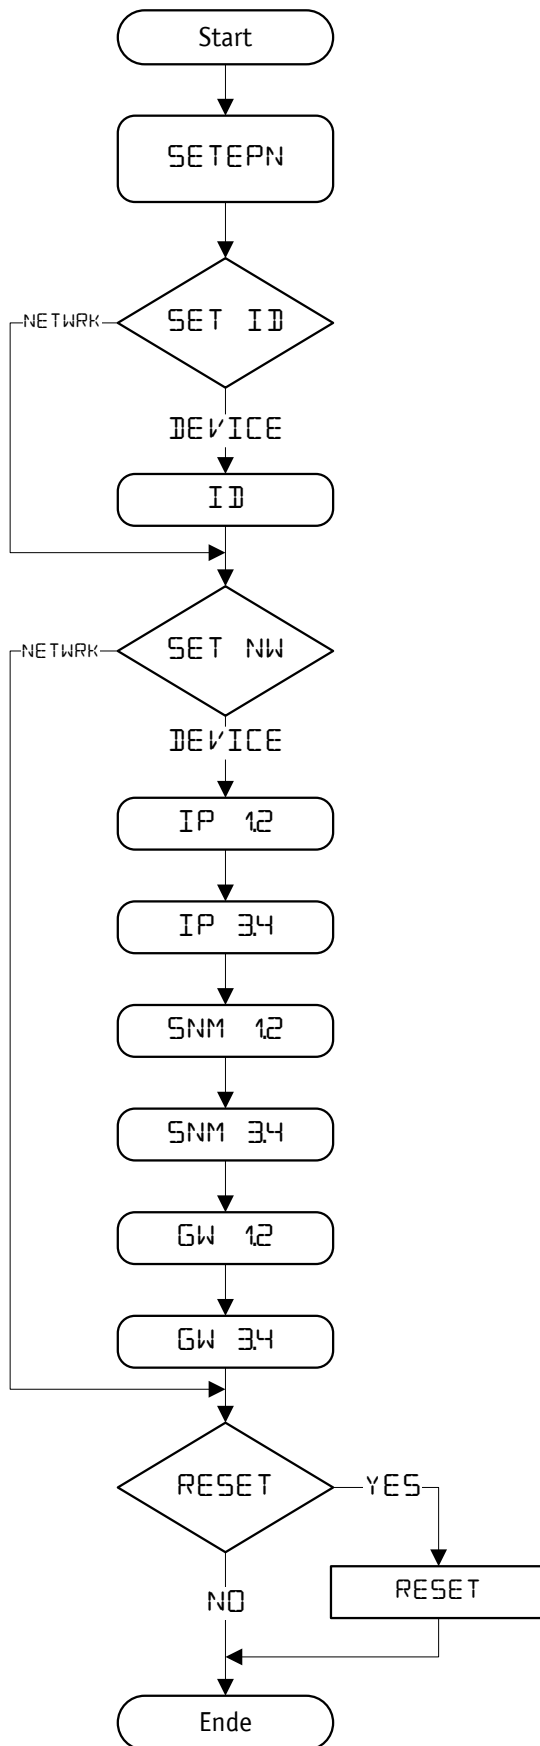 Start
SETEPN
SET ID
NETWRK
DEVICE
ID
SET NW
NETWRK
DEVICE
IP 1.2
IP 3.4
SNM 1.2
SNM 3.4
GW 1.2
GW 3.4
RESET
YES
RESET
NO
Ende